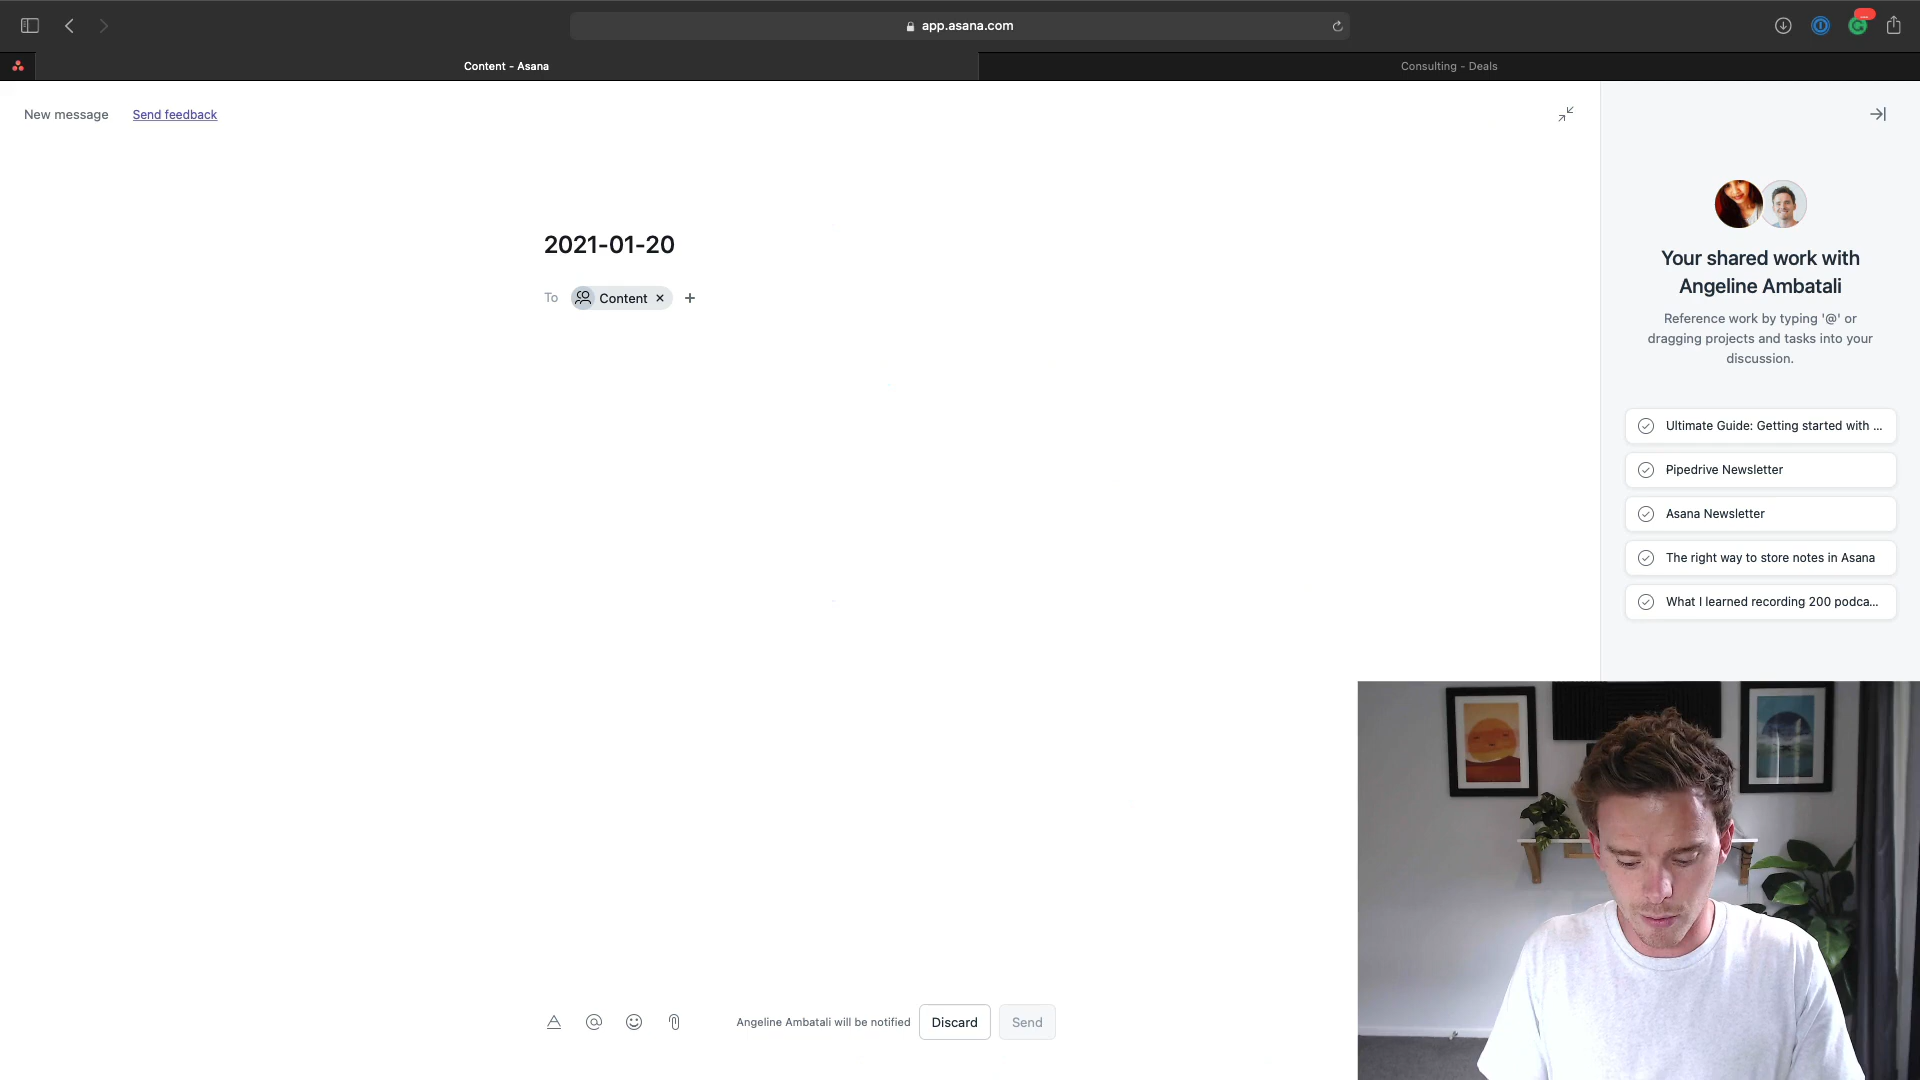 app.asana.com
Content - Asana
Consulting - Deals
New message
Send feedback
2021-01-20
To
Content
Your shared work with
Angeline Ambatali
Reference work by typing '@' or
dragging projects and tasks into your
discussion.
Ultimate Guide: Getting started with ...
Pipedrive Newsletter
Asana Newsletter
The right way to store notes in Asana
What I learned recording 200 podca...
Angeline Ambatali will be notified
Discard
Send